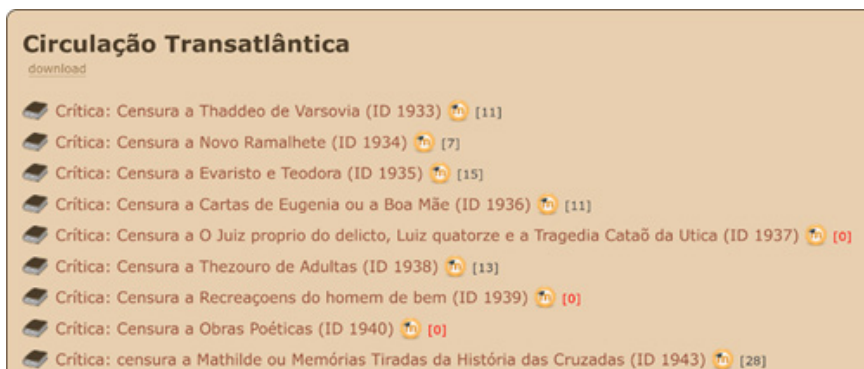 Circulação Transatlântica
download
Crítica: Censura a Thaddeo de Varsovia (ID 1933) [11]
Crítica: Censura a Novo Ramalhete (ID 1934) [7]
Crítica: Censura a Evaristo e Teodora (ID 1935) [15]
Crítica: Censura a Cartas de Eugenia ou a Boa Mãe (ID 1936) [11]
Crítica: Censura a O Juiz proprio do delicto, Luiz quatorze e a Tragedia Cataõ da Utica (ID 1937) [0]
Crítica: Censura a Thezouro de Adultas (ID 1938) [13]
Crítica: Censura a Recreaçoens do homem de bem (ID 1939) [0]
Crítica: Censura a Obras Poéticas (ID 1940) [0]
Crítica: censura a Mathilde ou Memórias Tiradas da História das Cruzadas (ID 1943) [28]